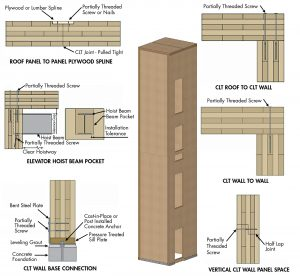 Plywood or Lumber Spline
Partially Threaded
Screw or Nails
CLT Joint - Pulled Tight
ROOF PANEL TO PANEL PLYWOOD SPLINE
Partially Threaded Screw
Hoist Beam
Beam Pocket
Installation
Tolerance
Hoist Beam
Partially Threaded Screw
Clear Hoistway
ELEVATOR HOIST BEAM POCKET
Cast-in-Place or
Post Installed
Concrete Anchor
Bent Steel Plate
Pressure Treated
Sill Plate
Leveling Grout
Concrete
Foundation
CLT WALL BASE CONNECTION
Partially Threaded Screw
CLT ROOF TO CLT WALL
Partially Threaded Screw
CLT WALL TO WALL
Partially Threaded
Screw
Half Lap
Joint
VERTICAL CLT WALL PANEL SPACE